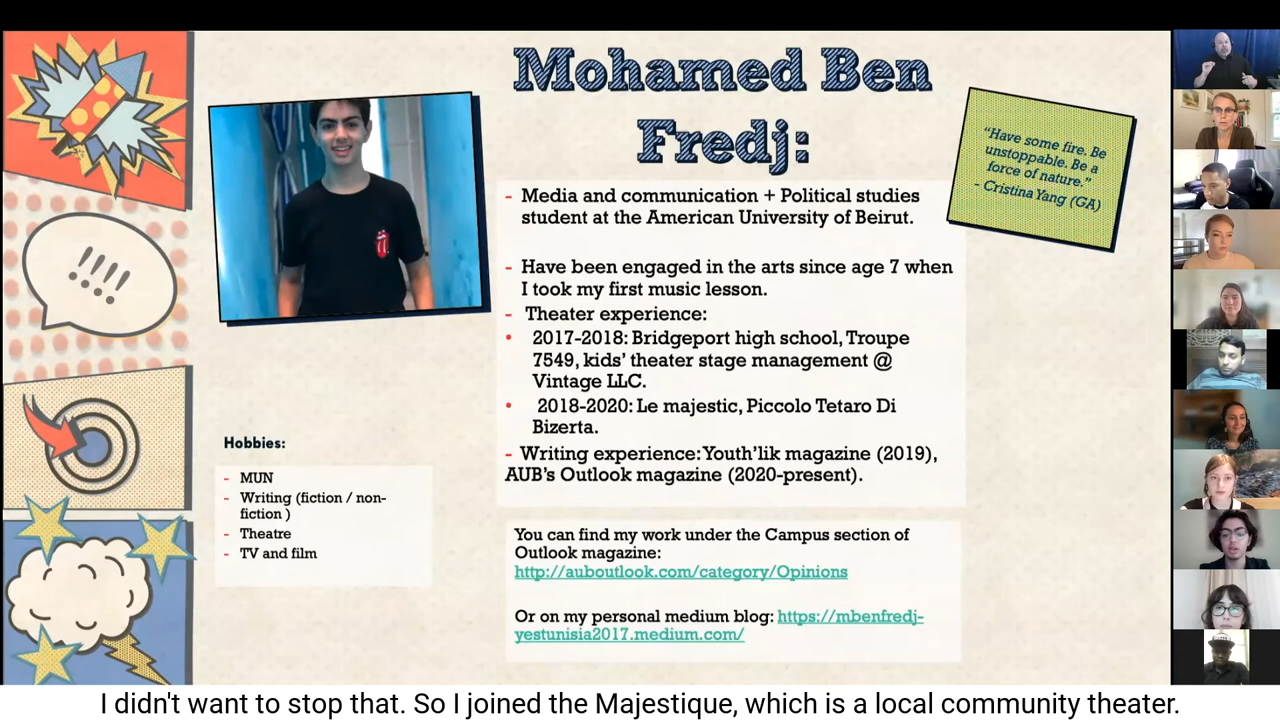 Mohamed Ben
Fredj:
"Have some fire. Be
unstoppable. Be a
force of nature."
- Cristina Yang (GA)
- Media and communication + Political studies
student at the American University of Beirut.
- Have been engaged in the arts since age 7 when
I took my first music lesson.
- Theater experience:
• 2017-2018: Bridgeport high school, Troupe
7549, kids' theater stage management @
Vintage LLC.
• 2018-2020: Le majestic, Piccolo Tetaro Di
Bizerta.
- Writing experience: Youth'lik magazine (2019),
AUB's Outlook magazine (2020-present).
Hobbies:
- MUN
- Writing (fiction / non-
fiction )
- Theatre
- TV and film
You can find my work under the Campus section of
Outlook magazine:
http://auboutlook.com/category/Opinions
Or on my personal medium blog: https://mbenfredj-
yestunisia2017.medium.com/
!!!!
I didn't want to stop that. So I joined the Majestique, which is a local community theater.